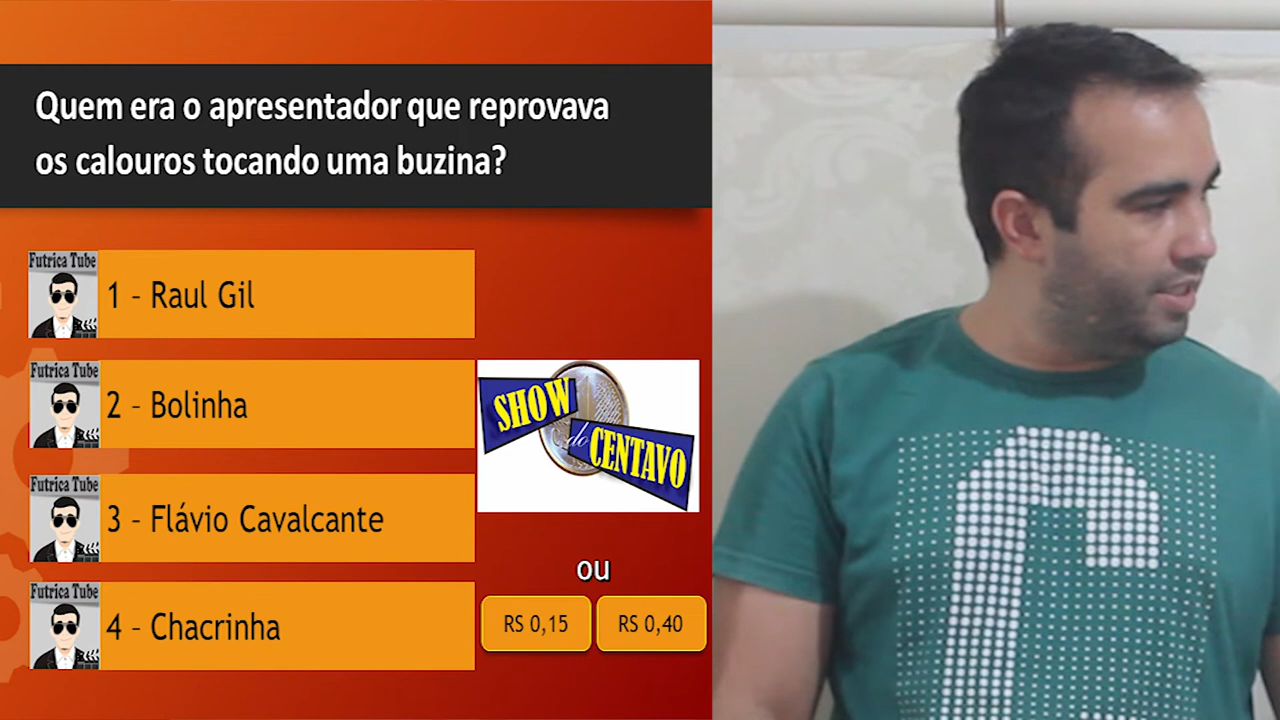 Quem era o apresentador que reprovava
os calouros tocando uma buzina?
Futrica Tube
1 - Raul Gil
Futrica Tube
2 - Bolinha
Futrica Tube
3 - Flávio Cavalcante
Futrica Tube
4 - Chacrinha
SHOW
do
CENTAVO
ou
RS 0,15
RS 0,40